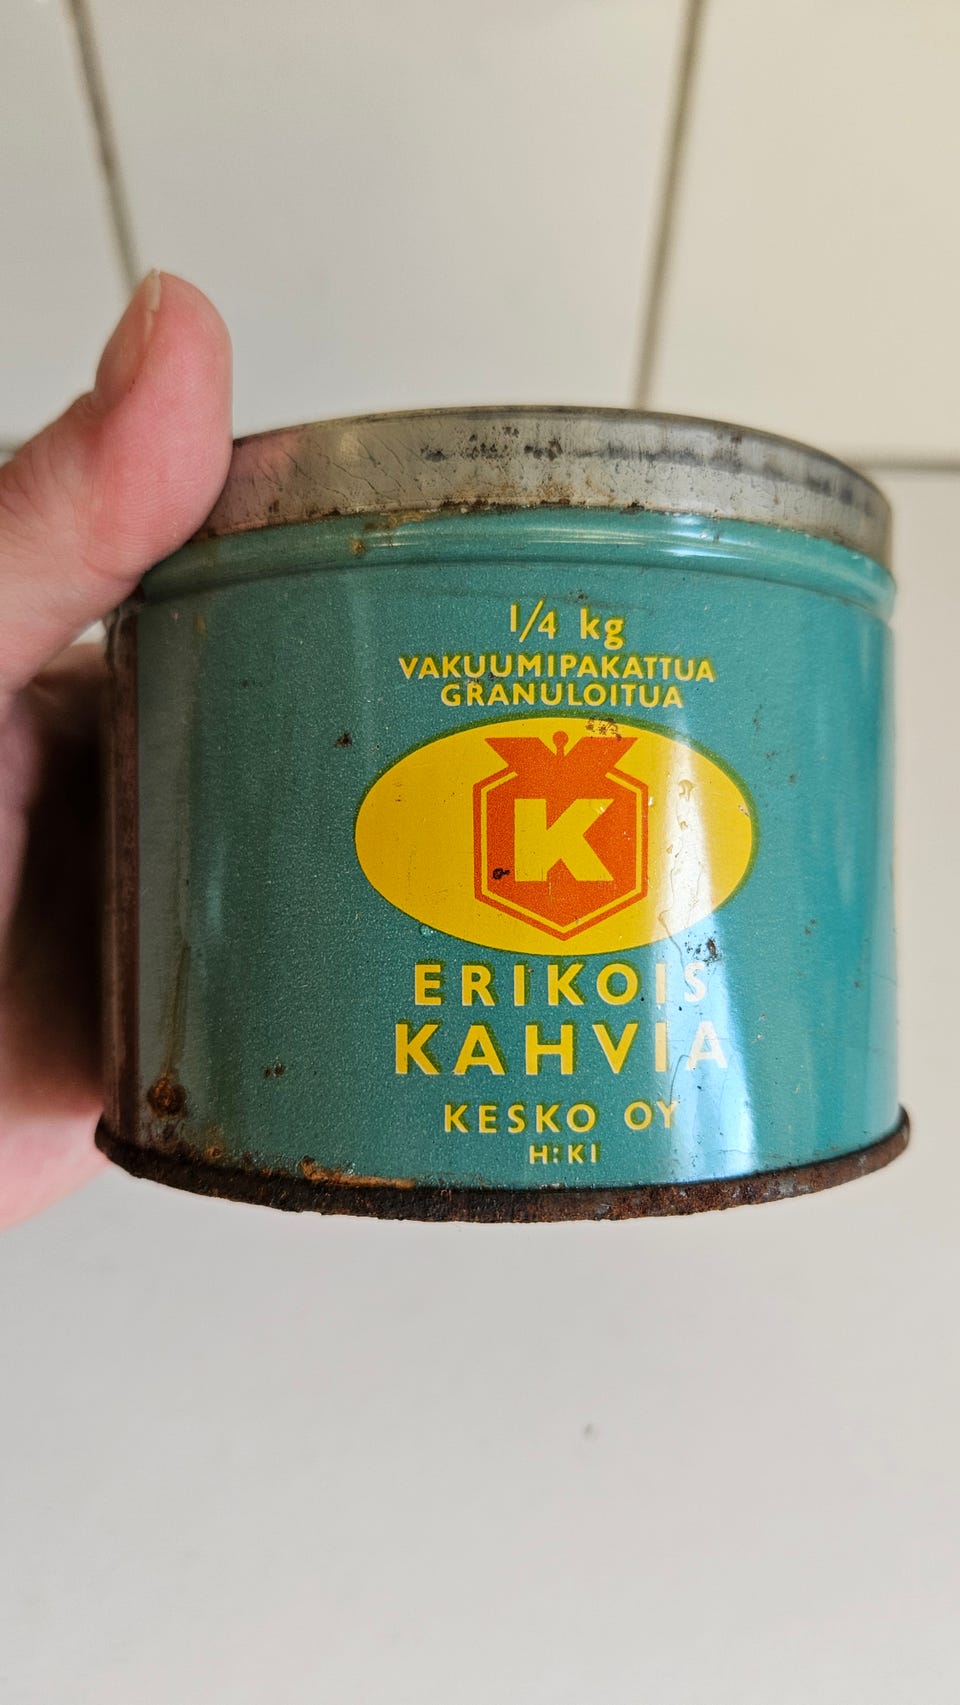 1/4 kg
VAKUUMIPAKATTUA
GRANULOITUA
K
ERIKOIS
KAHVIA
KESKO OY
H:KI